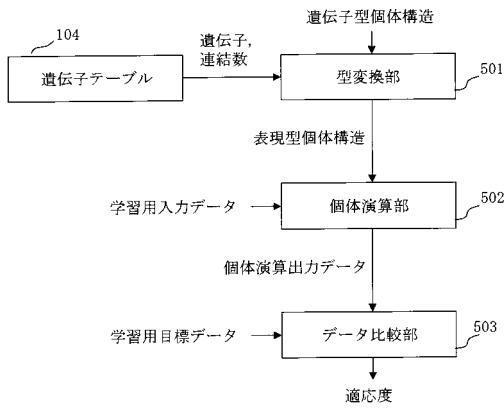 遺伝子型個体構造
104
遺伝子,
連結数
遺伝子テーブル
型変換部
501
表現型個体構造
学習用入力データ
個体演算部
502
個体演算出力データ
学習用目標データ
データ比較部
503
適応度